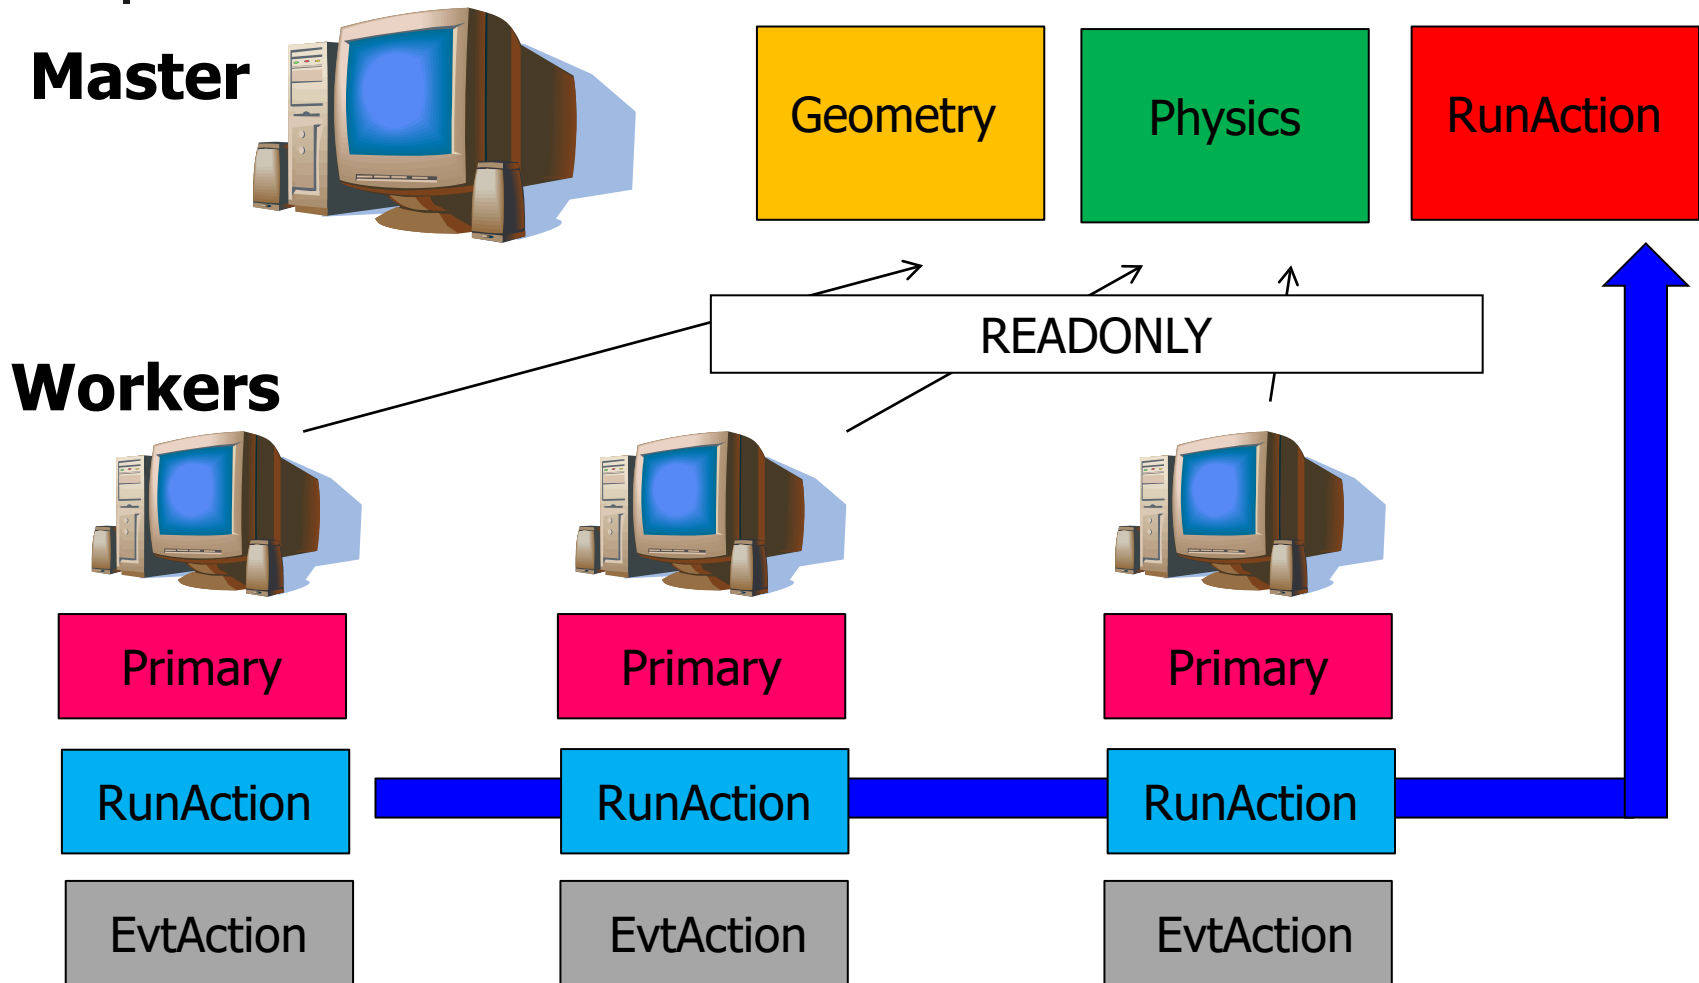 Master
Geometry
Physics
RunAction
READONLY
Workers
Primary
Primary
Primary
RunAction
RunAction
RunAction
EvtAction
EvtAction
EvtAction